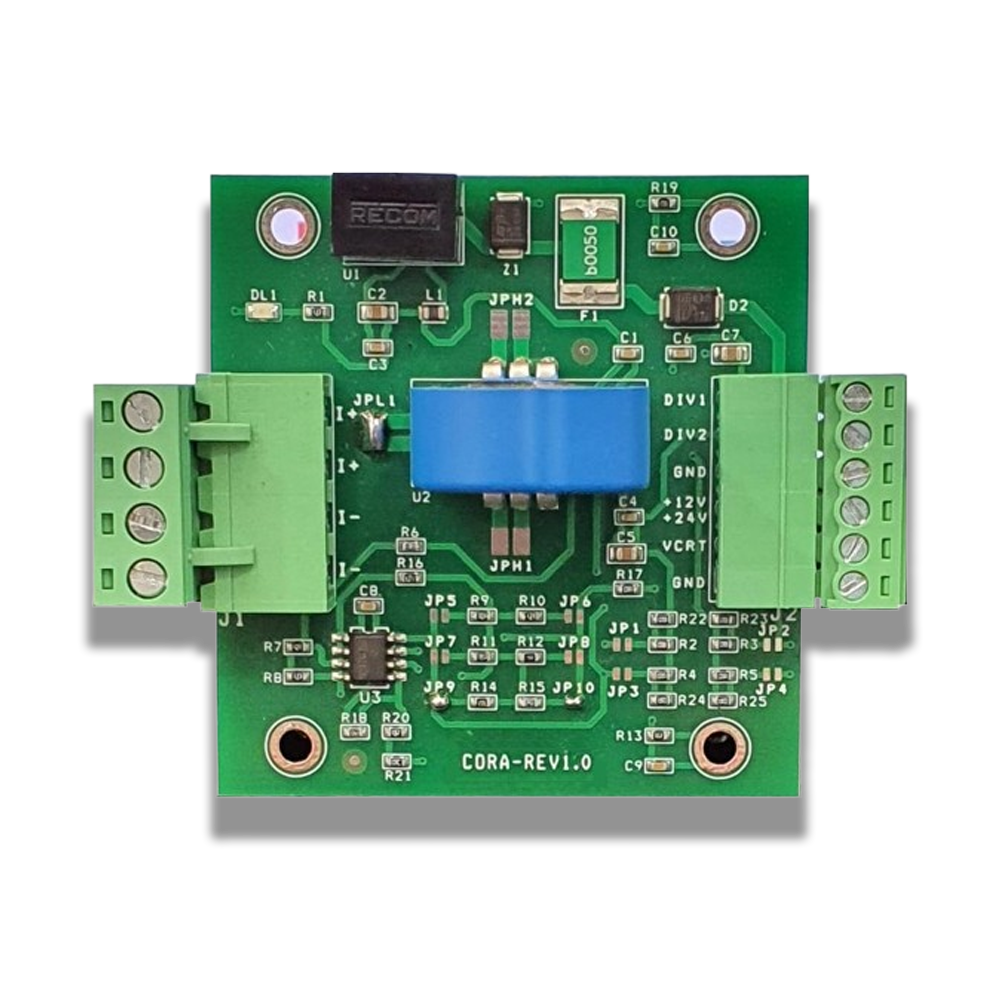 RECOM
U1
Z1
b0050
F1
R19
C10
DL1
R1
C2
L1
C3
JPH2
D2
C1
C6
C7
JPL1
I+
I+
I-
I-
U2
DIV1
DIV2
GND
+12V
+24V
VCRT
GND
C4
C5
JPH1
R6
R16
R17
J1
C8
J2
JP5
R9
R10
JP6
R22
R23
JP1
JP2
R7
JP7
R11
R12
JP8
R2
R3
R8
U3
JP3
R4
R5
JP4
JP9
R14
R15
JP10
R24
R25
R18
R20
R21
R13
C9
CORA-REV1.0